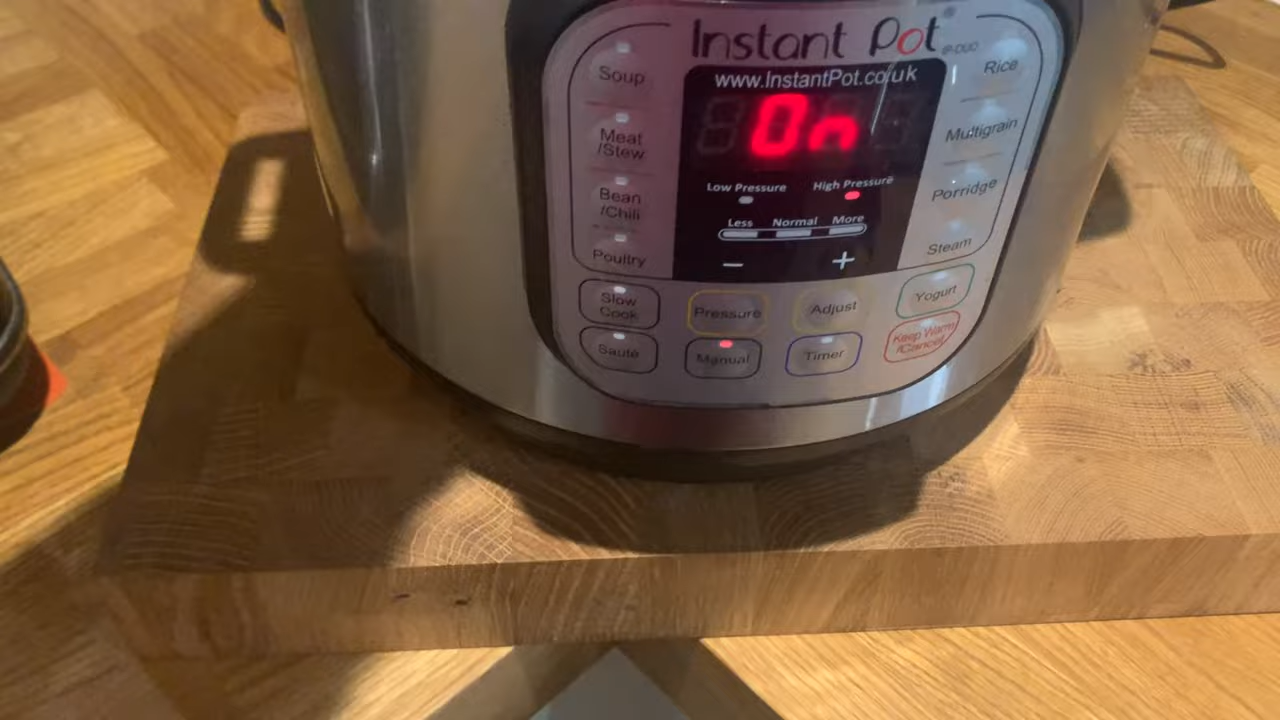 Instant Pot®
IP-DUO
www.InstantPot.co.uk
On
Low Pressure
High Pressure
Less
Normal
More
−
+
Soup
Meat
/Stew
Bean
/Chili
Poultry
Rice
Multigrain
Porridge
Steam
Slow
Cook
Pressure
Adjust
Yogurt
Sauté
Manual
Timer
Keep Warm
/Cancel